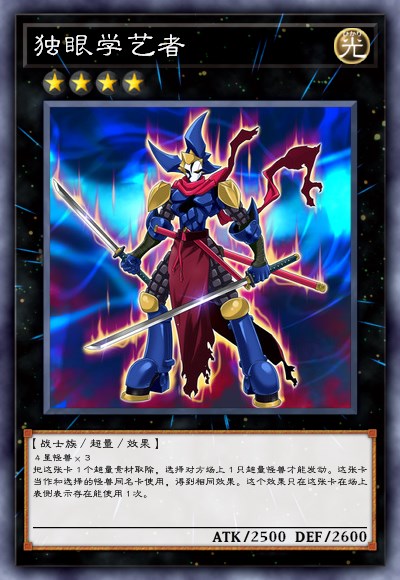 独眼学艺者
光
【战士族／超量／效果】
4星怪兽×3
把这张卡1个超量素材取除，选择对方场上1只超量怪兽才能发动。这张卡
当作和选择的怪兽同名卡使用，得到相同效果。这个效果只在这张卡在场上
表侧表示存在能使用1次。
ATK/2500 DEF/2600